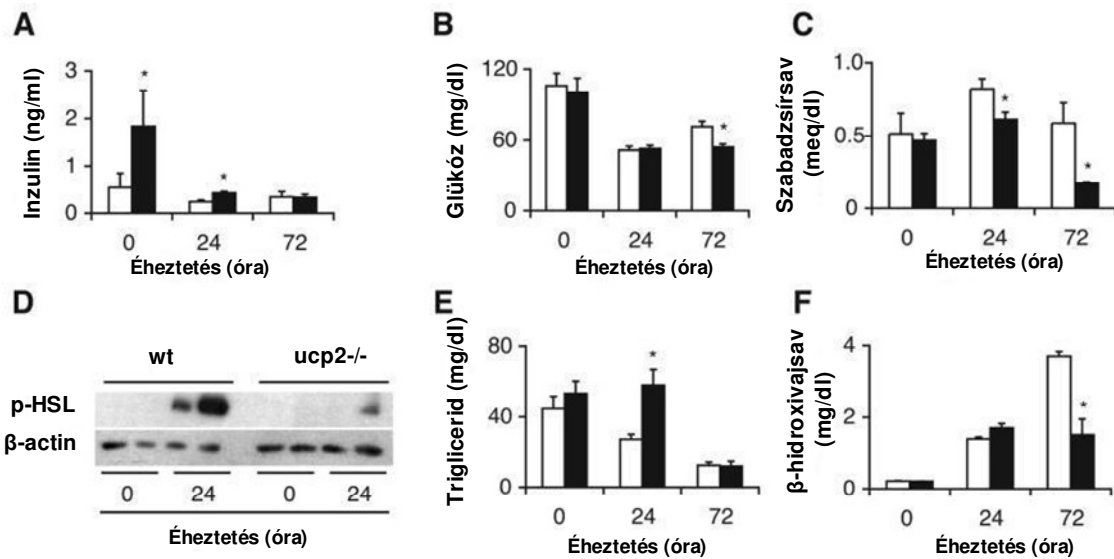 A
Inzulin (ng/ml)
3
2
1
0
*
*
0 24 72
Éheztetés (óra)
B
Glükóz (mg/dl)
120
60
0
*
0 24 72
Éheztetés (óra)
C
Szabadzsírsav
(meq/dl)
1.0
0.5
0
*
*
0 24 72
Éheztetés (óra)
D
wt ucp2-/-
p-HSL
β-actin
0 24 0 24
Éheztetés (óra)
E
Triglicerid (mg/dl)
80
40
0
*
0 24 72
Éheztetés (óra)
F
β-hidroxivajsav
(mg/dl)
4
2
0
*
0 24 72
Éheztetés (óra)